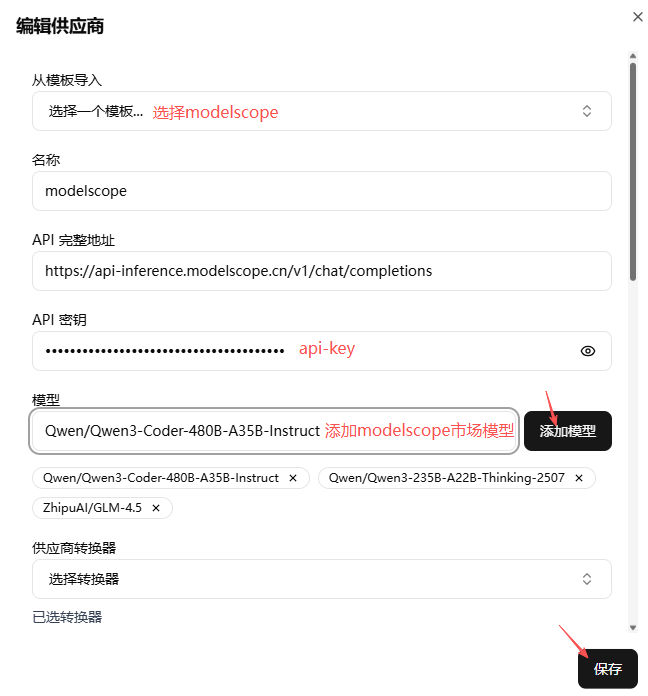 编辑供应商
从模板导入
选择一个模板... 选择modelscope
名称
modelscope
API 完整地址
https://api-inference.modelscope.cn/v1/chat/completions
API 密钥
•••••••••••••••••••••••••••••••••••••••• api-key
模型
Qwen/Qwen3-Coder-480B-A35B-Instruct 添加modelscope市场模型 添加模型
Qwen/Qwen3-Coder-480B-A35B-Instruct × Qwen/Qwen3-235B-A22B-Thinking-2507 ×
ZhipuAI/GLM-4.5 ×
供应商转换器
选择转换器
已选转换器
保存